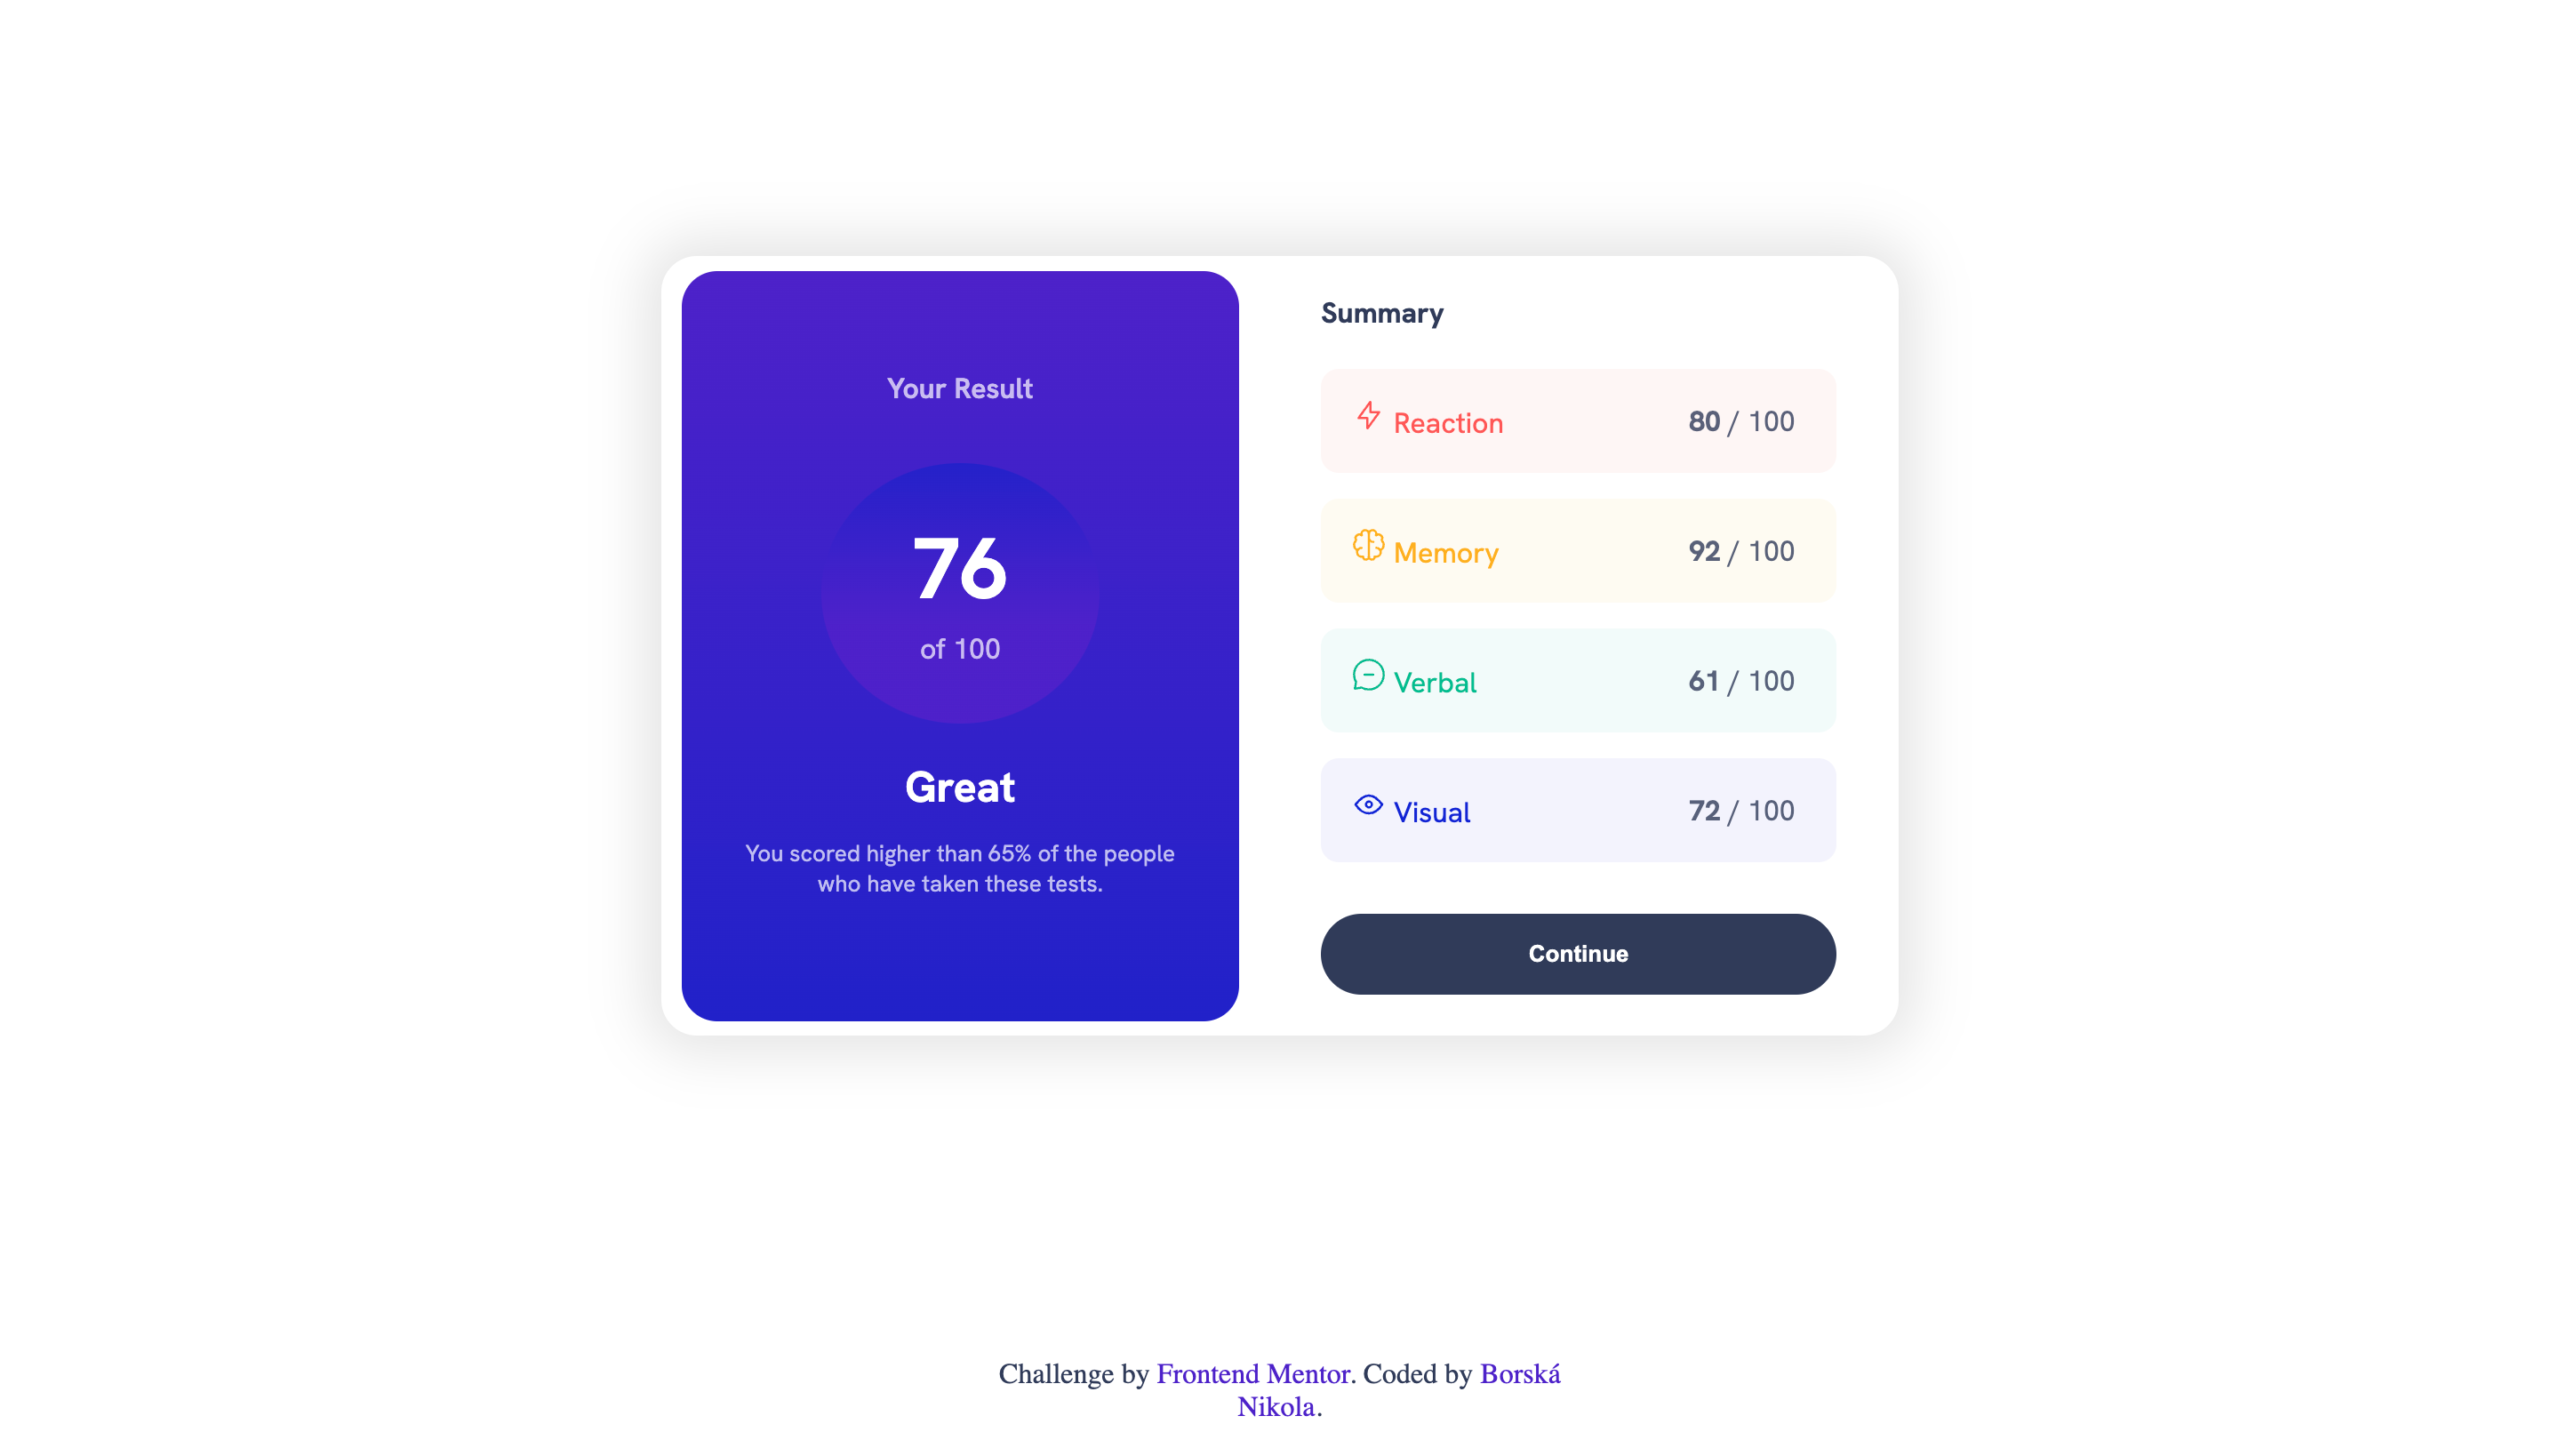 Your Result
76
of 100
Great
You scored higher than 65% of the people
who have taken these tests.
Summary
Reaction 80 / 100
Memory 92 / 100
Verbal 61 / 100
Visual 72 / 100
Continue
Challenge by Frontend Mentor. Coded by Borská
Nikola.